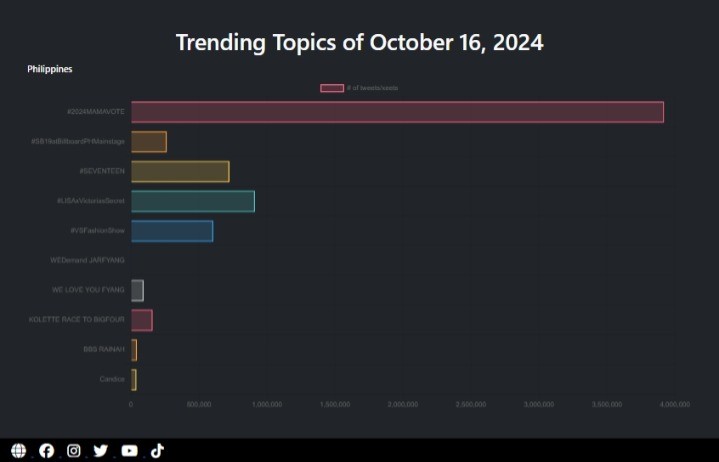 Trending Topics of October 16, 2024
Philippines
# of tweets/posts
#2024MAMAVOTE
#SB19atBillboardPHMainstage
#SEVENTEEN
#LISAxVictoriasSecret
#VSFashionShow
WEDemand JARFYANG
WE LOVE YOU FYANG
KOLETTE RACE TO BIGFOUR
BBG RAINAH
Candice
0 500,000 1,000,000 1,500,000 2,000,000 2,500,000 3,000,000 3,500,000 4,000,000